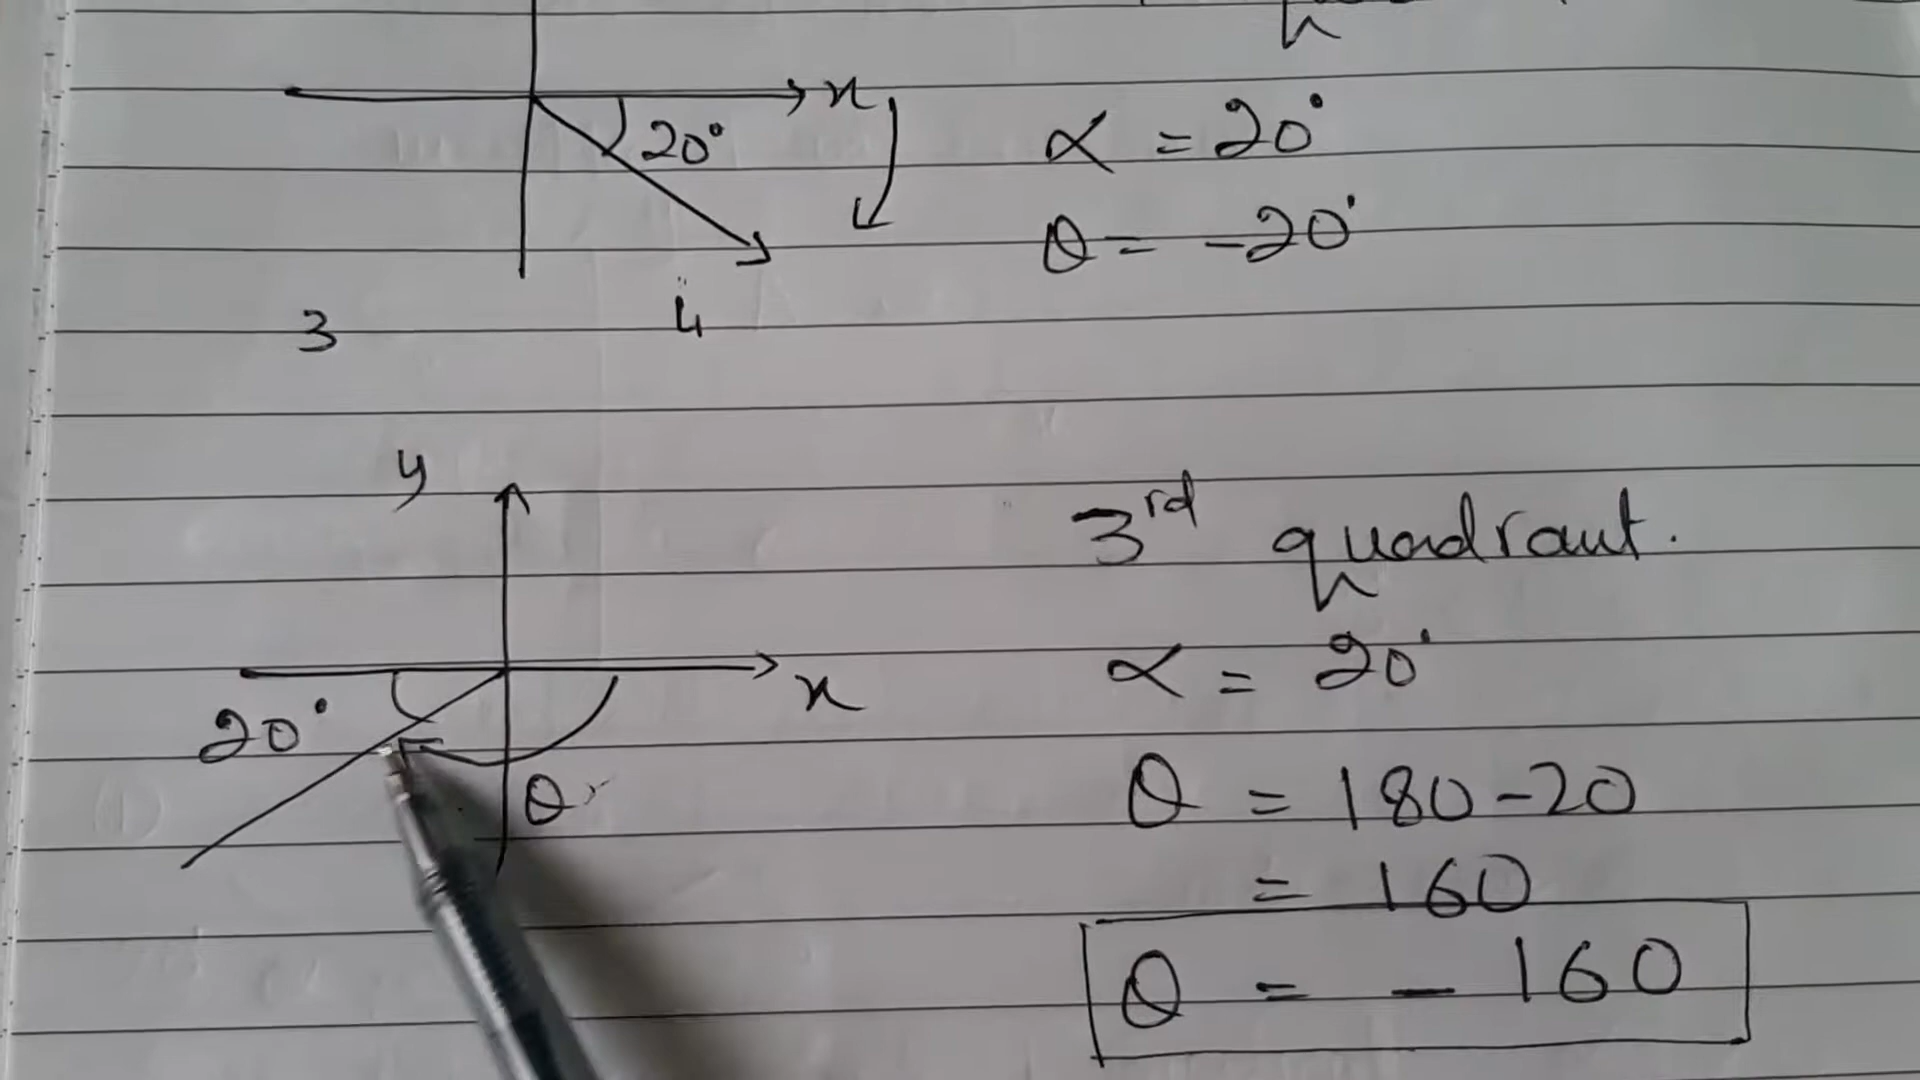 x
20°
α = 20°
θ = -20°
3
4
y
3rd quadrant.
x
20°
α = 20°
θ
θ = 180-20
= 160
θ = - 160